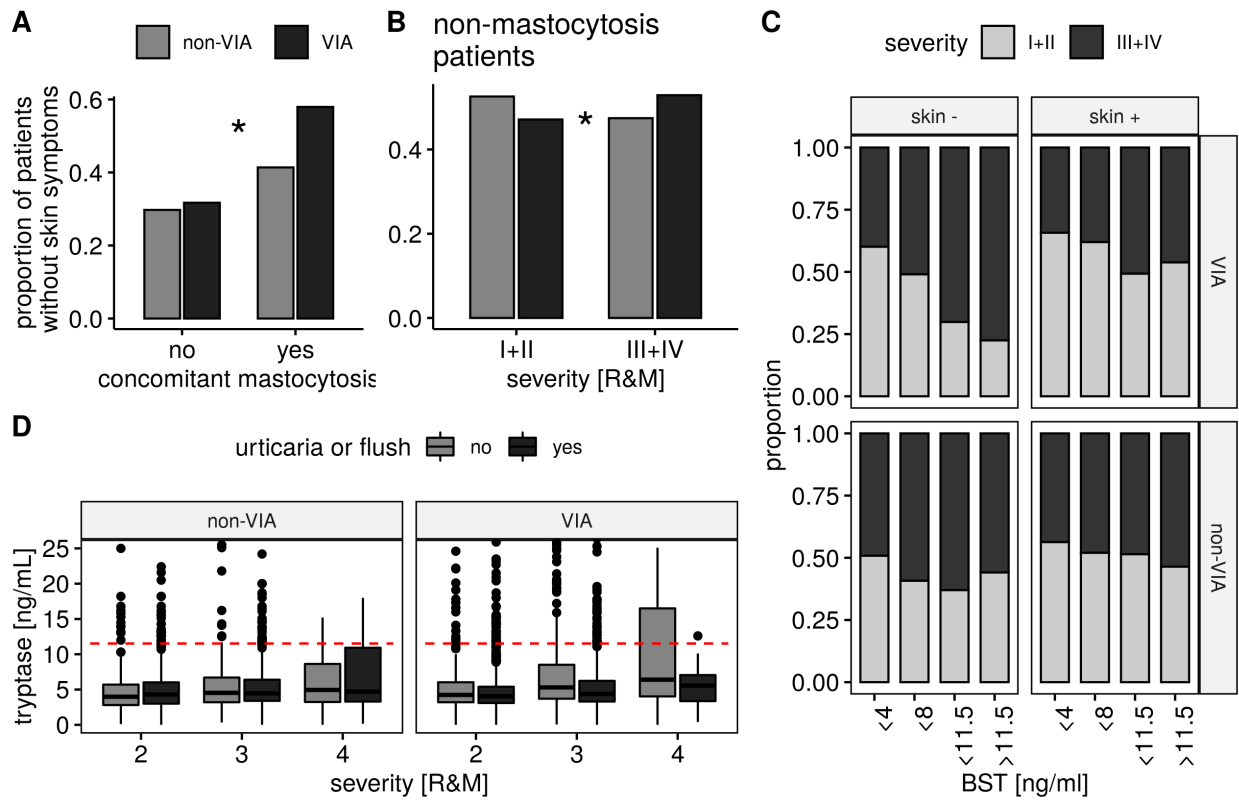 A
non-VIA VIA
proportion of patients
without skin symptoms
0.6
0.4
0.2
0.0
*
no yes
concomitant mastocytosis
B
non-mastocytosis
patients
0.4
0.2
0.0
*
I+II III+IV
severity [R&M]
C
severity I+II III+IV
skin - skin +
proportion
1.00
0.75
0.50
0.25
0.00
VIA
1.00
0.75
0.50
0.25
0.00
non-VIA
<4 <8 <11.5 >11.5 <4 <8 <11.5 >11.5
BST [ng/ml]
D
urticaria or flush no yes
non-VIA VIA
tryptase [ng/mL]
25
20
15
10
5
0
2 3 4 2 3 4
severity [R&M]